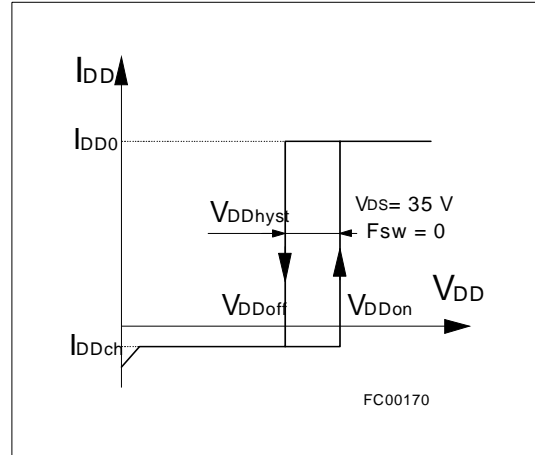 IDD
IDD0
VDDhyst
VDS= 35 V
Fsw = 0
VDDoff
VDDon
VDD
IDDch
FC00170